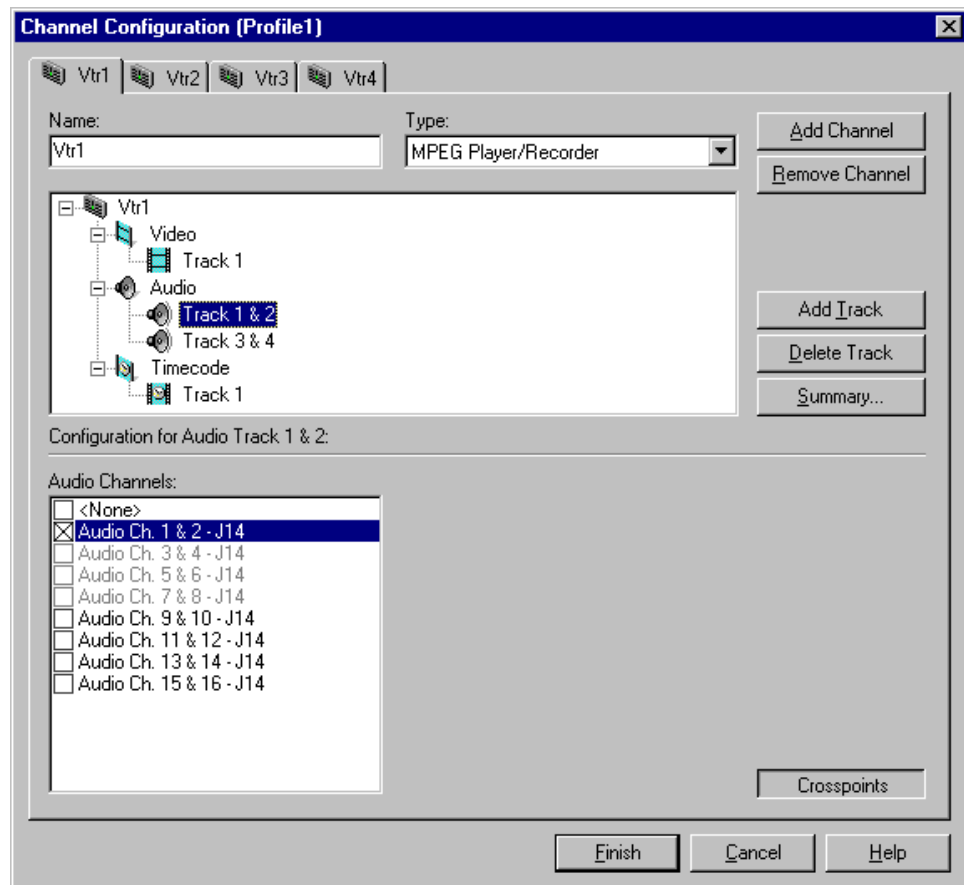 Channel Configuration (Profile1)
Vtr1 Vtr2 Vtr3 Vtr4
Name: Type:
Vtr1 MPEG Player/Recorder
Add Channel
Remove Channel
Vtr1
Video
Track 1
Audio
Track 1 & 2
Track 3 & 4
Timecode
Track 1
Add Track
Delete Track
Summary...
Configuration for Audio Track 1 & 2:
Audio Channels:
<None>
Audio Ch. 1 & 2 - J14
Audio Ch. 3 & 4 - J14
Audio Ch. 5 & 6 - J14
Audio Ch. 7 & 8 - J14
Audio Ch. 9 & 10 - J14
Audio Ch. 11 & 12 - J14
Audio Ch. 13 & 14 - J14
Audio Ch. 15 & 16 - J14
Crosspoints
Finish Cancel Help